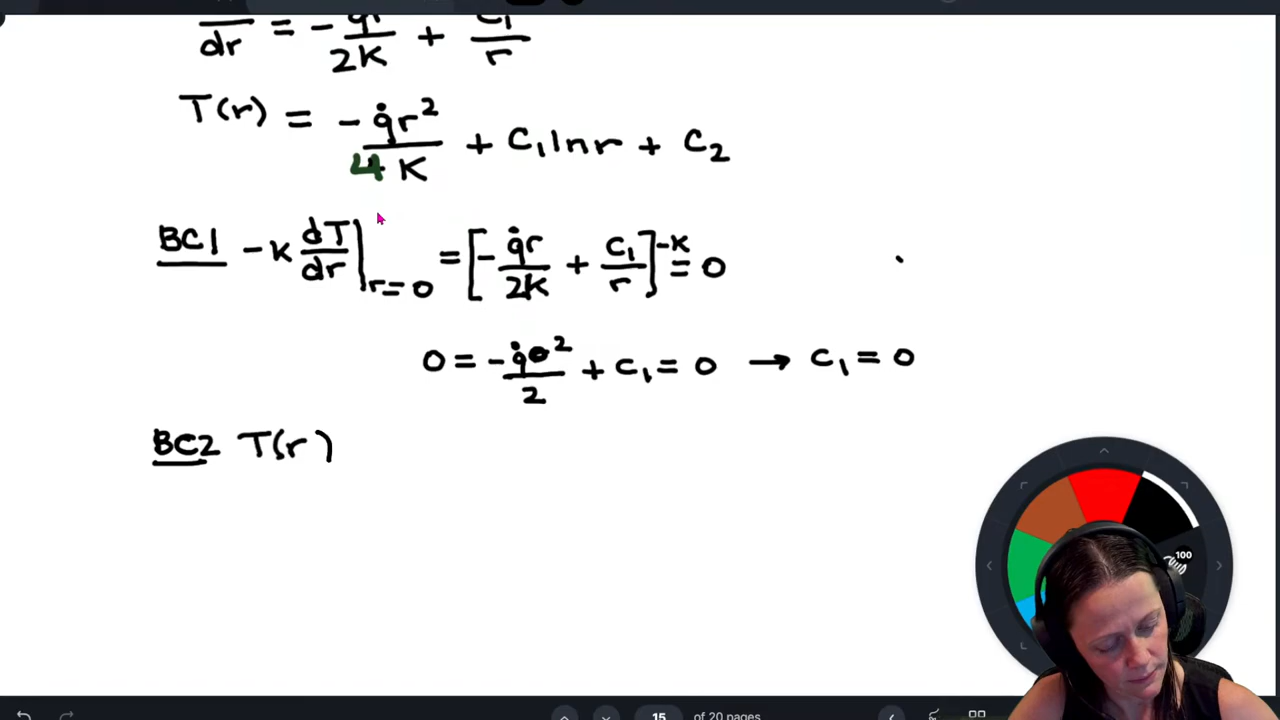 dr = - q̇r/2K + C₁/r
T(r) = - q̇r²/4K + C₁ lnr + C₂
BC1 -K dT/dr|r=0 = [- q̇r/2K + C₁/r]-K = 0
0 = - q̇0²/2 + C₁ = 0 → C₁ = 0
BC2 T(r)
100
15 of 20 pages